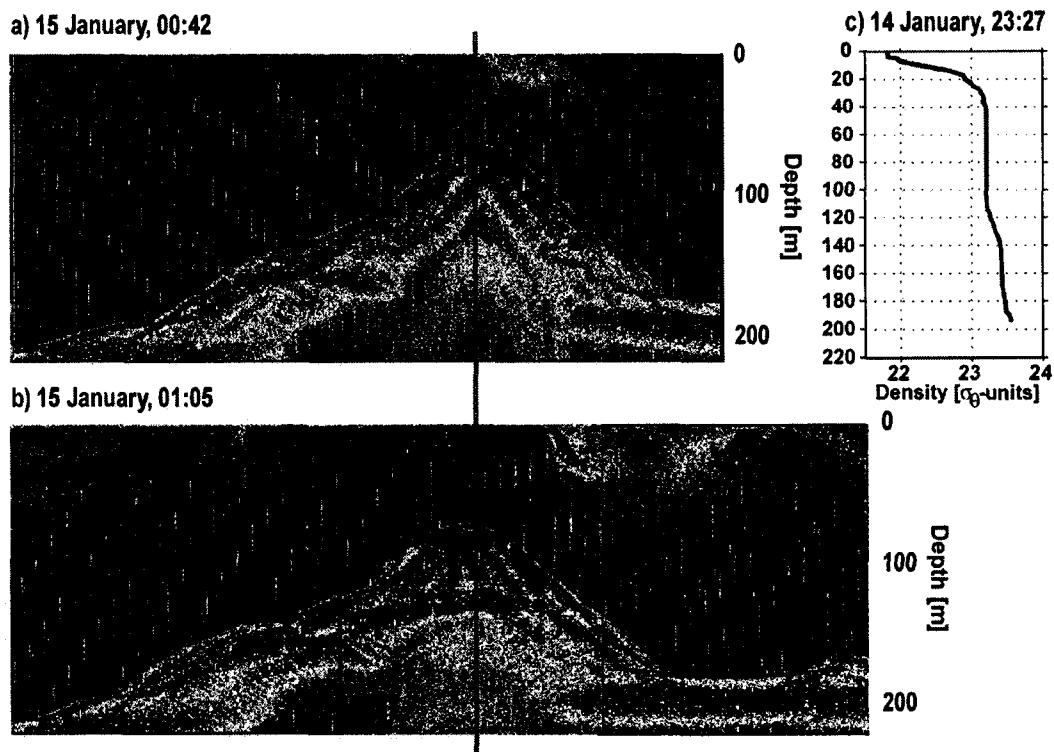 a) 15 January, 00:42
0
100
200
Depth [m]
b) 15 January, 01:05
0
100
200
Depth [m]
c) 14 January, 23:27
0
20
40
60
80
100
120
140
160
180
200
220
22 23 24
Density [σθ-units]